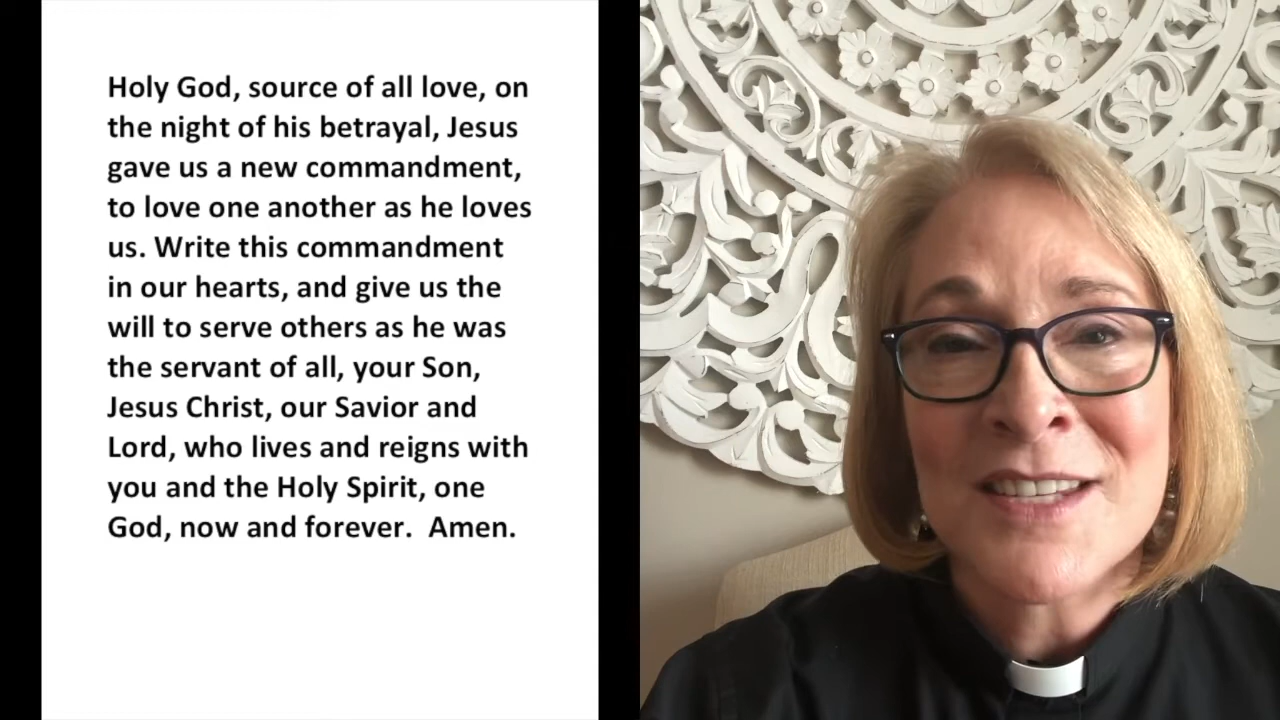 Holy God, source of all love, on
the night of his betrayal, Jesus
gave us a new commandment,
to love one another as he loves
us. Write this commandment
in our hearts, and give us the
will to serve others as he was
the servant of all, your Son,
Jesus Christ, our Savior and
Lord, who lives and reigns with
you and the Holy Spirit, one
God, now and forever.  Amen.